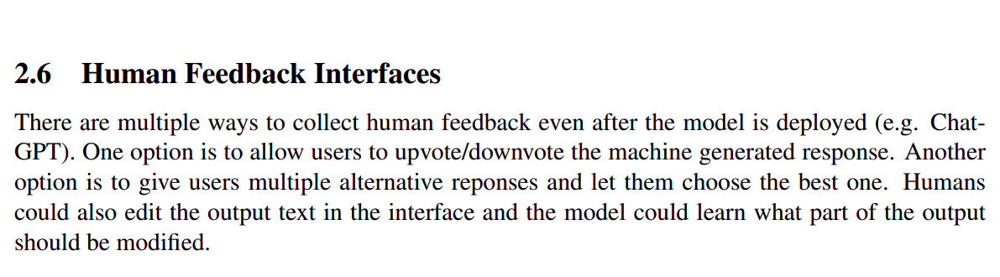 2.6 Human Feedback Interfaces
There are multiple ways to collect human feedback even after the model is deployed (e.g. Chat-
GPT). One option is to allow users to upvote/downvote the machine generated response. Another
option is to give users multiple alternative reponses and let them choose the best one. Humans
could also edit the output text in the interface and the model could learn what part of the output
should be modified.